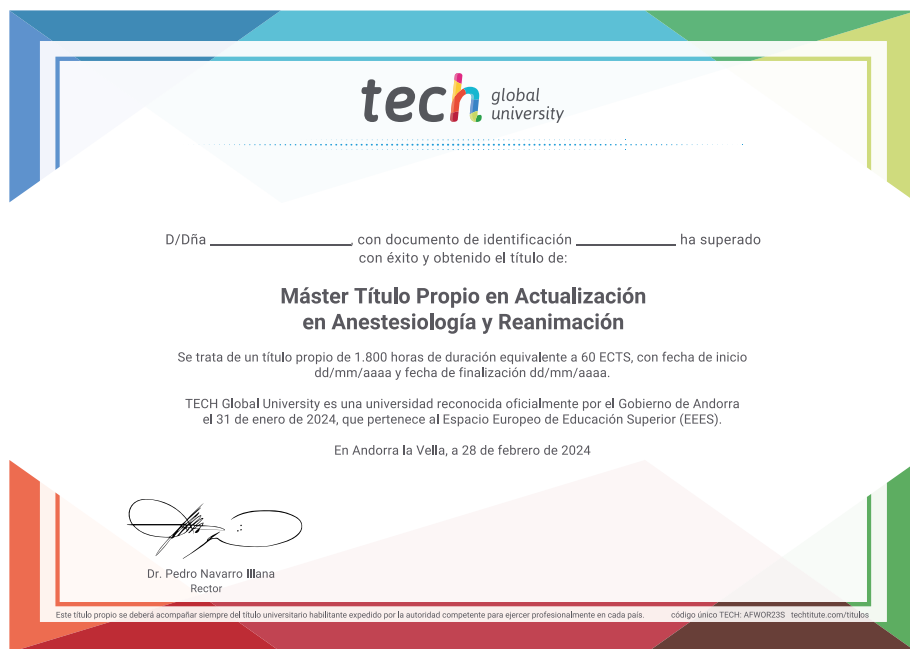 tech global
university
D/Dña ______________, con documento de identificación __________ ha superado
con éxito y obtenido el título de:
Máster Título Propio en Actualización
en Anestesiología y Reanimación
Se trata de un título propio de 1.800 horas de duración equivalente a 60 ECTS, con fecha de inicio
dd/mm/aaaa y fecha de finalización dd/mm/aaaa.
TECH Global University es una universidad reconocida oficialmente por el Gobierno de Andorra
el 31 de enero de 2024, que pertenece al Espacio Europeo de Educación Superior (EEES).
En Andorra la Vella, a 28 de febrero de 2024
Dr. Pedro Navarro Illana
Rector
Este título propio se deberá acompañar siempre del título universitario habilitante expedido por la autoridad competente para ejercer profesionalmente en cada país. código único TECH: AFWOR23S techtitute.com/titulos